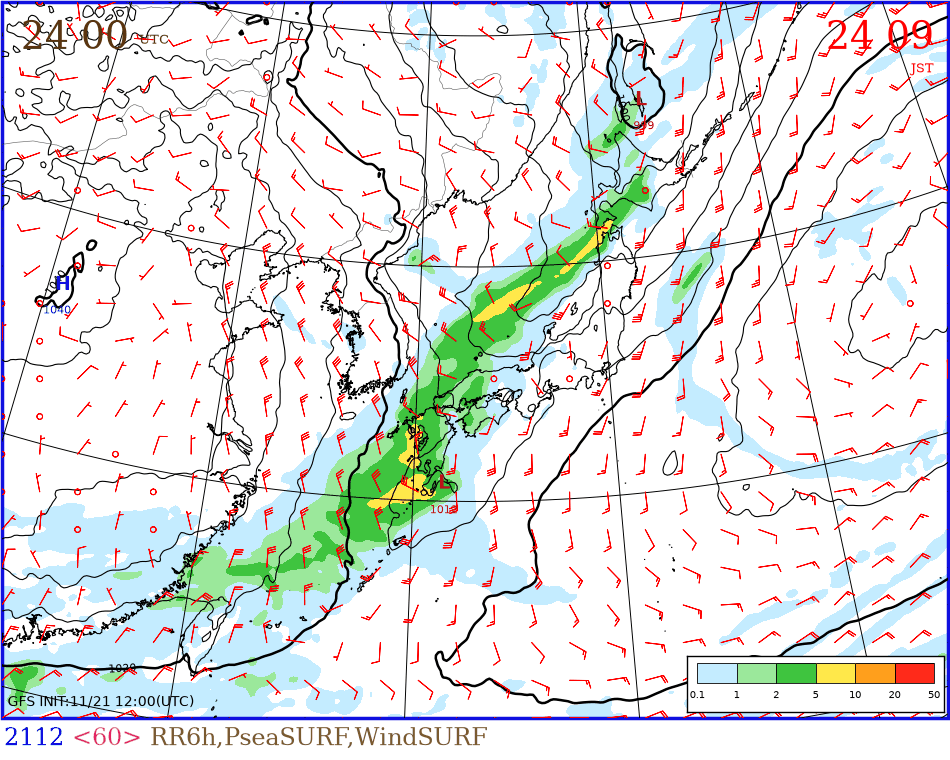 24 00 UTC
24 09
JST
L
999
H
1040
L
1020
GFS INIT:11/21 12:00(UTC)
0.1 1 2 5 10 20 50
2112 <60> RR6h,PseaSURF,WindSURF